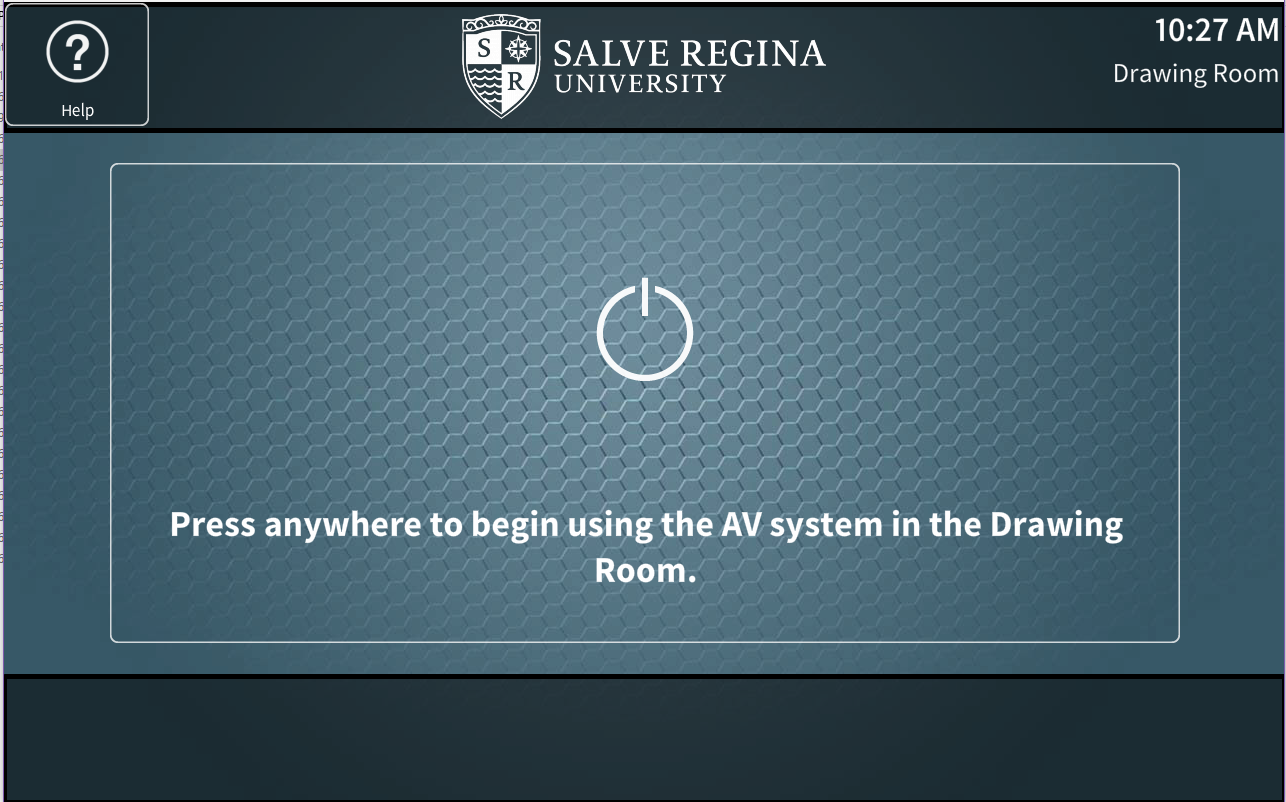 ?
Help
S
R
SALVE REGINA
UNIVERSITY
10:27 AM
Drawing Room
Press anywhere to begin using the AV system in the Drawing
Room.